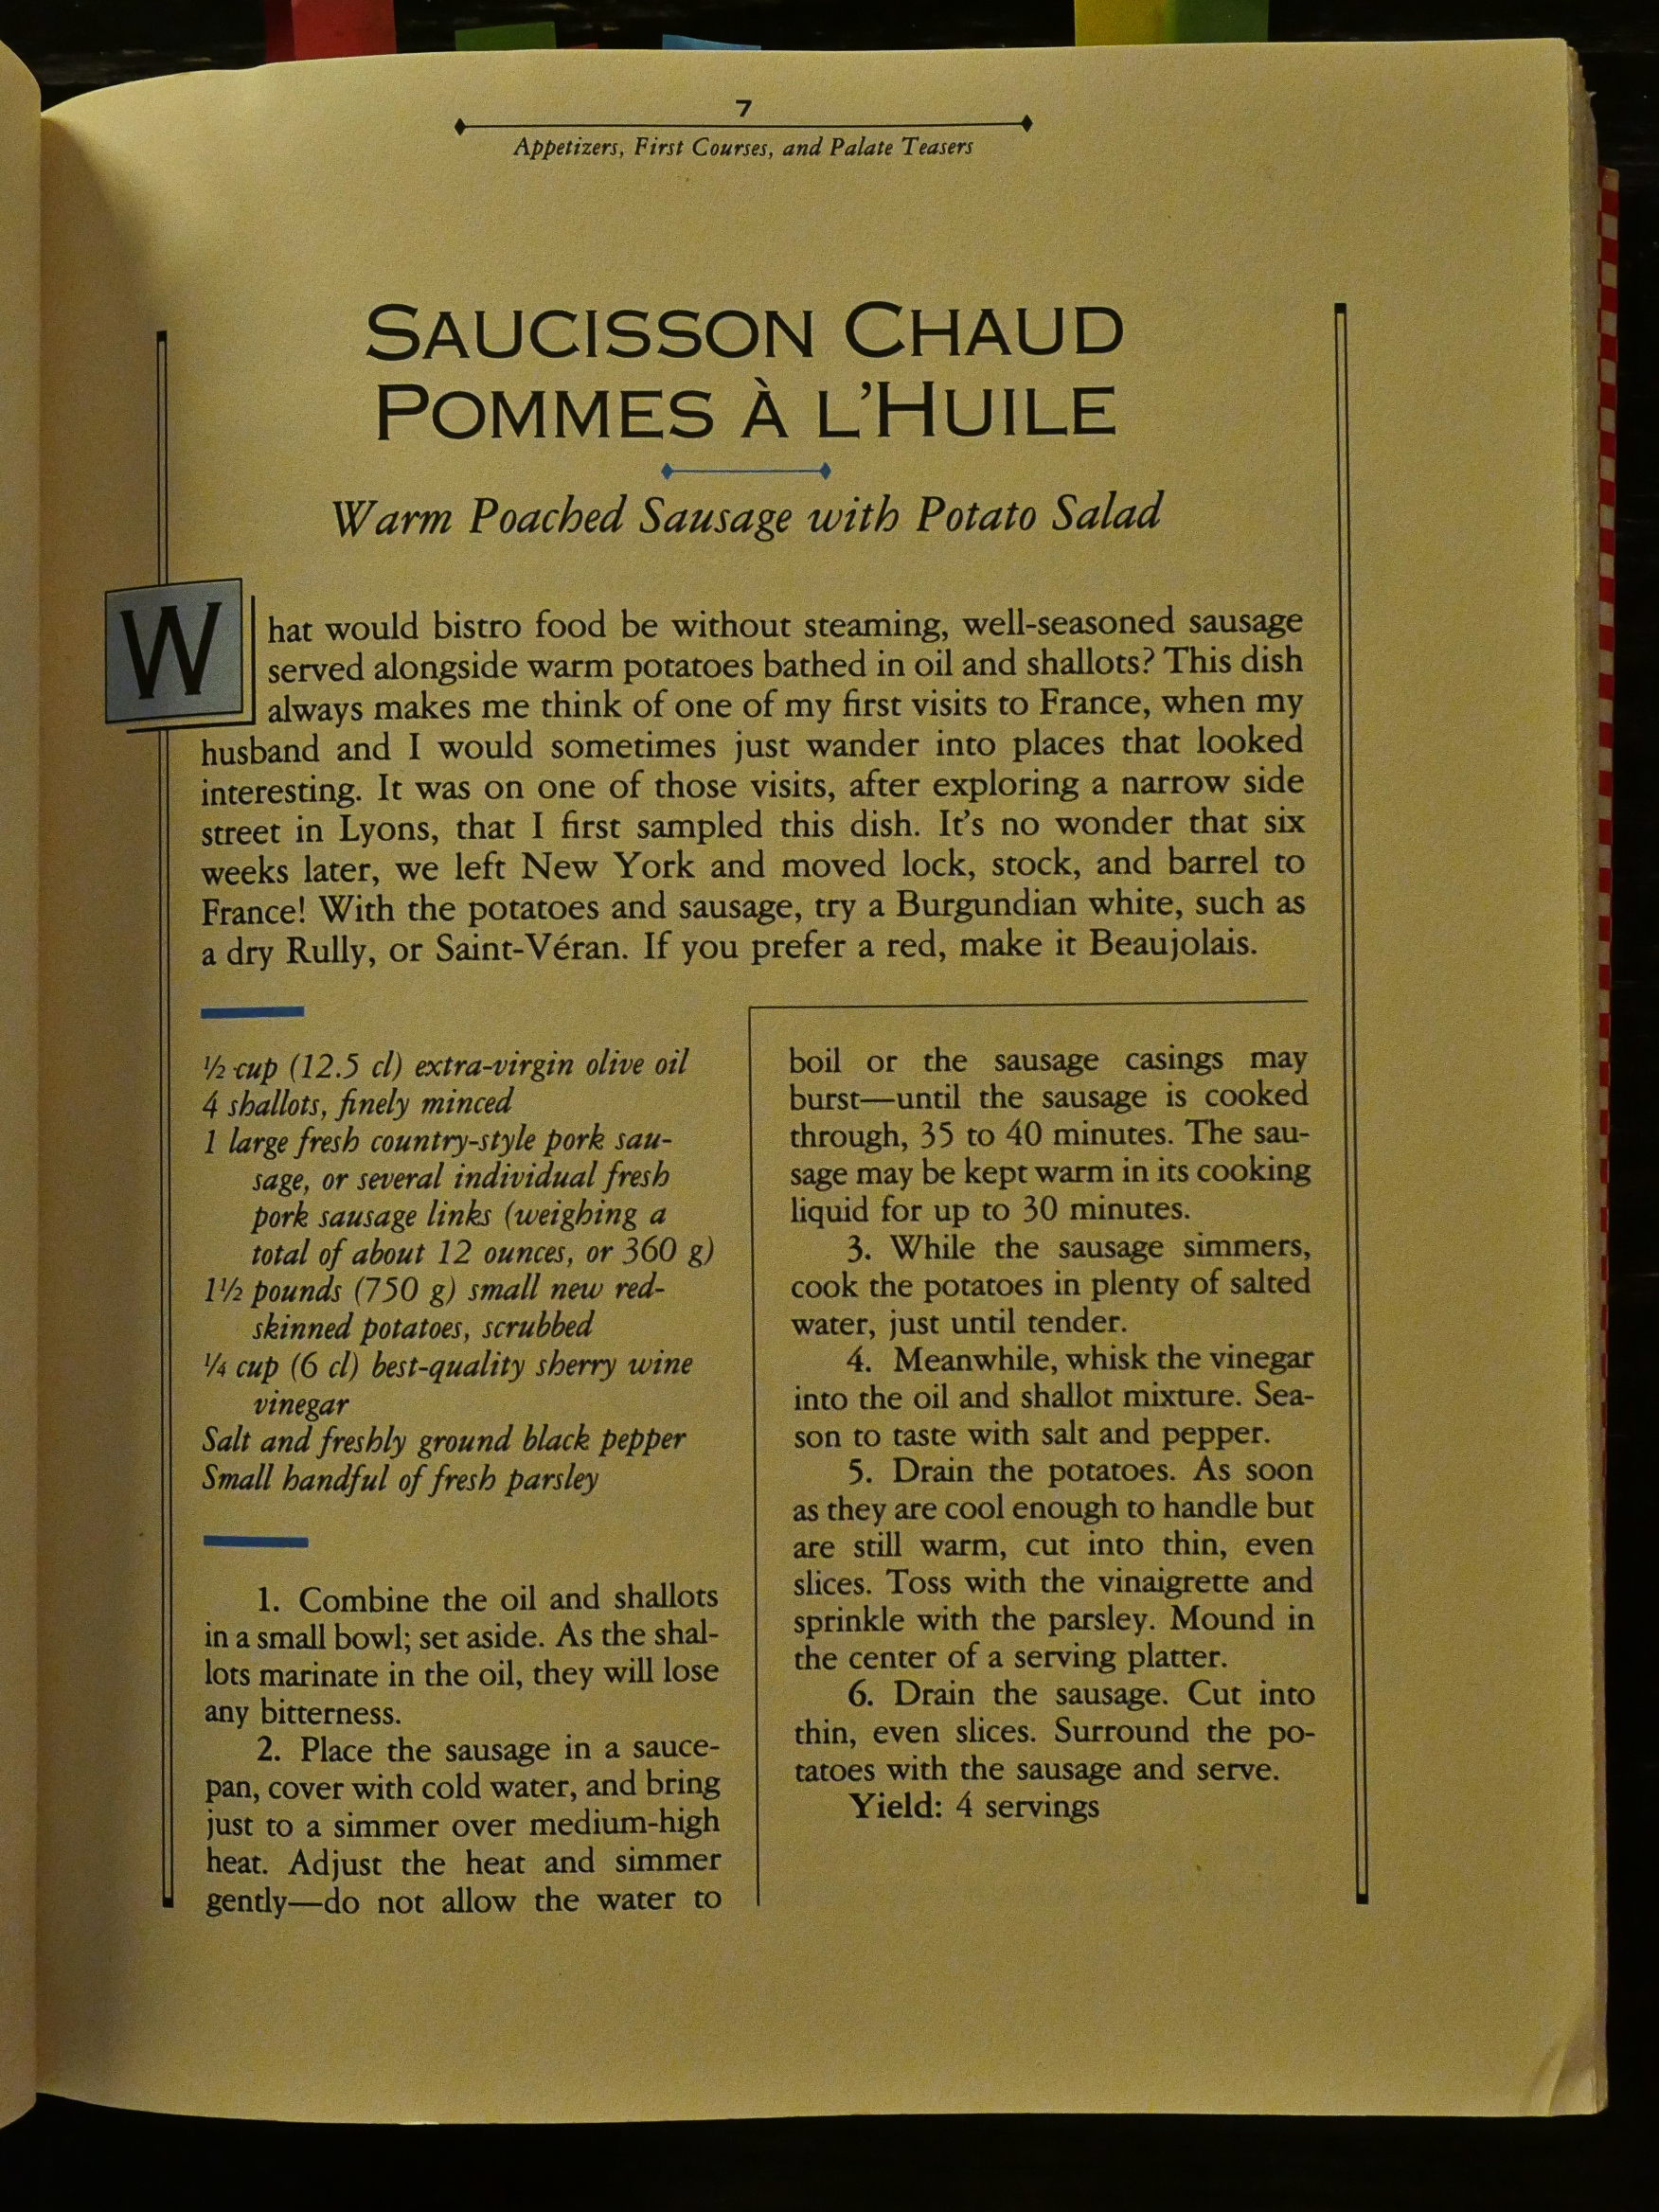 7
Appetizers, First Courses, and Palate Teasers
SAUCISSON CHAUD
POMMES À L'HUILE
Warm Poached Sausage with Potato Salad
What would bistro food be without steaming, well-seasoned sausage
served alongside warm potatoes bathed in oil and shallots? This dish
always makes me think of one of my first visits to France, when my
husband and I would sometimes just wander into places that looked
interesting. It was on one of those visits, after exploring a narrow side
street in Lyons, that I first sampled this dish. It's no wonder that six
weeks later, we left New York and moved lock, stock, and barrel to
France! With the potatoes and sausage, try a Burgundian white, such as
a dry Rully, or Saint-Véran. If you prefer a red, make it Beaujolais.
½ cup (12.5 cl) extra-virgin olive oil
4 shallots, finely minced
1 large fresh country-style pork sau-
sage, or several individual fresh
pork sausage links (weighing a
total of about 12 ounces, or 360 g)
1½ pounds (750 g) small new red-
skinned potatoes, scrubbed
¼ cup (6 cl) best-quality sherry wine
vinegar
Salt and freshly ground black pepper
Small handful of fresh parsley
1. Combine the oil and shallots
in a small bowl; set aside. As the shal-
lots marinate in the oil, they will lose
any bitterness.
2. Place the sausage in a sauce-
pan, cover with cold water, and bring
just to a simmer over medium-high
heat. Adjust the heat and simmer
gently—do not allow the water to
boil or the sausage casings may
burst—until the sausage is cooked
through, 35 to 40 minutes. The sau-
sage may be kept warm in its cooking
liquid for up to 30 minutes.
3. While the sausage simmers,
cook the potatoes in plenty of salted
water, just until tender.
4. Meanwhile, whisk the vinegar
into the oil and shallot mixture. Sea-
son to taste with salt and pepper.
5. Drain the potatoes. As soon
as they are cool enough to handle but
are still warm, cut into thin, even
slices. Toss with the vinaigrette and
sprinkle with the parsley. Mound in
the center of a serving platter.
6. Drain the sausage. Cut into
thin, even slices. Surround the po-
tatoes with the sausage and serve.
Yield: 4 servings